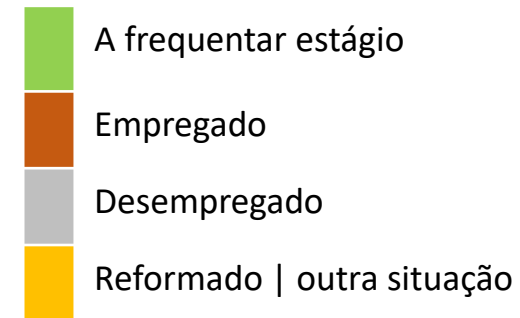 A frequentar estágio
Empregado
Desempregado
Reformado | outra situação